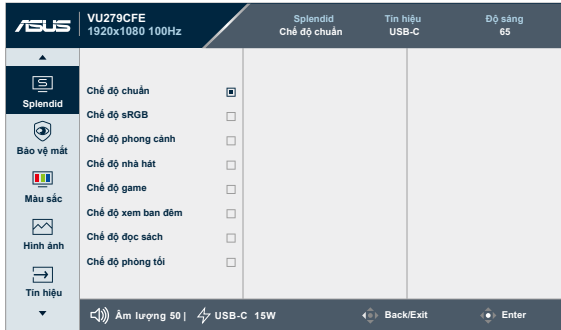 ASUS
VU279CFE
1920x1080 100Hz
Splendid
Chế độ chuẩn
Tín hiệu
USB-C
Độ sáng
65
Splendid
Bảo vệ mắt
Màu sắc
Hình ảnh
Tín hiệu
Chế độ chuẩn
Chế độ sRGB
Chế độ phong cảnh
Chế độ nhà hát
Chế độ game
Chế độ xem ban đêm
Chế độ đọc sách
Chế độ phòng tối
Âm lượng 50 | USB-C 15W
Back/Exit
Enter